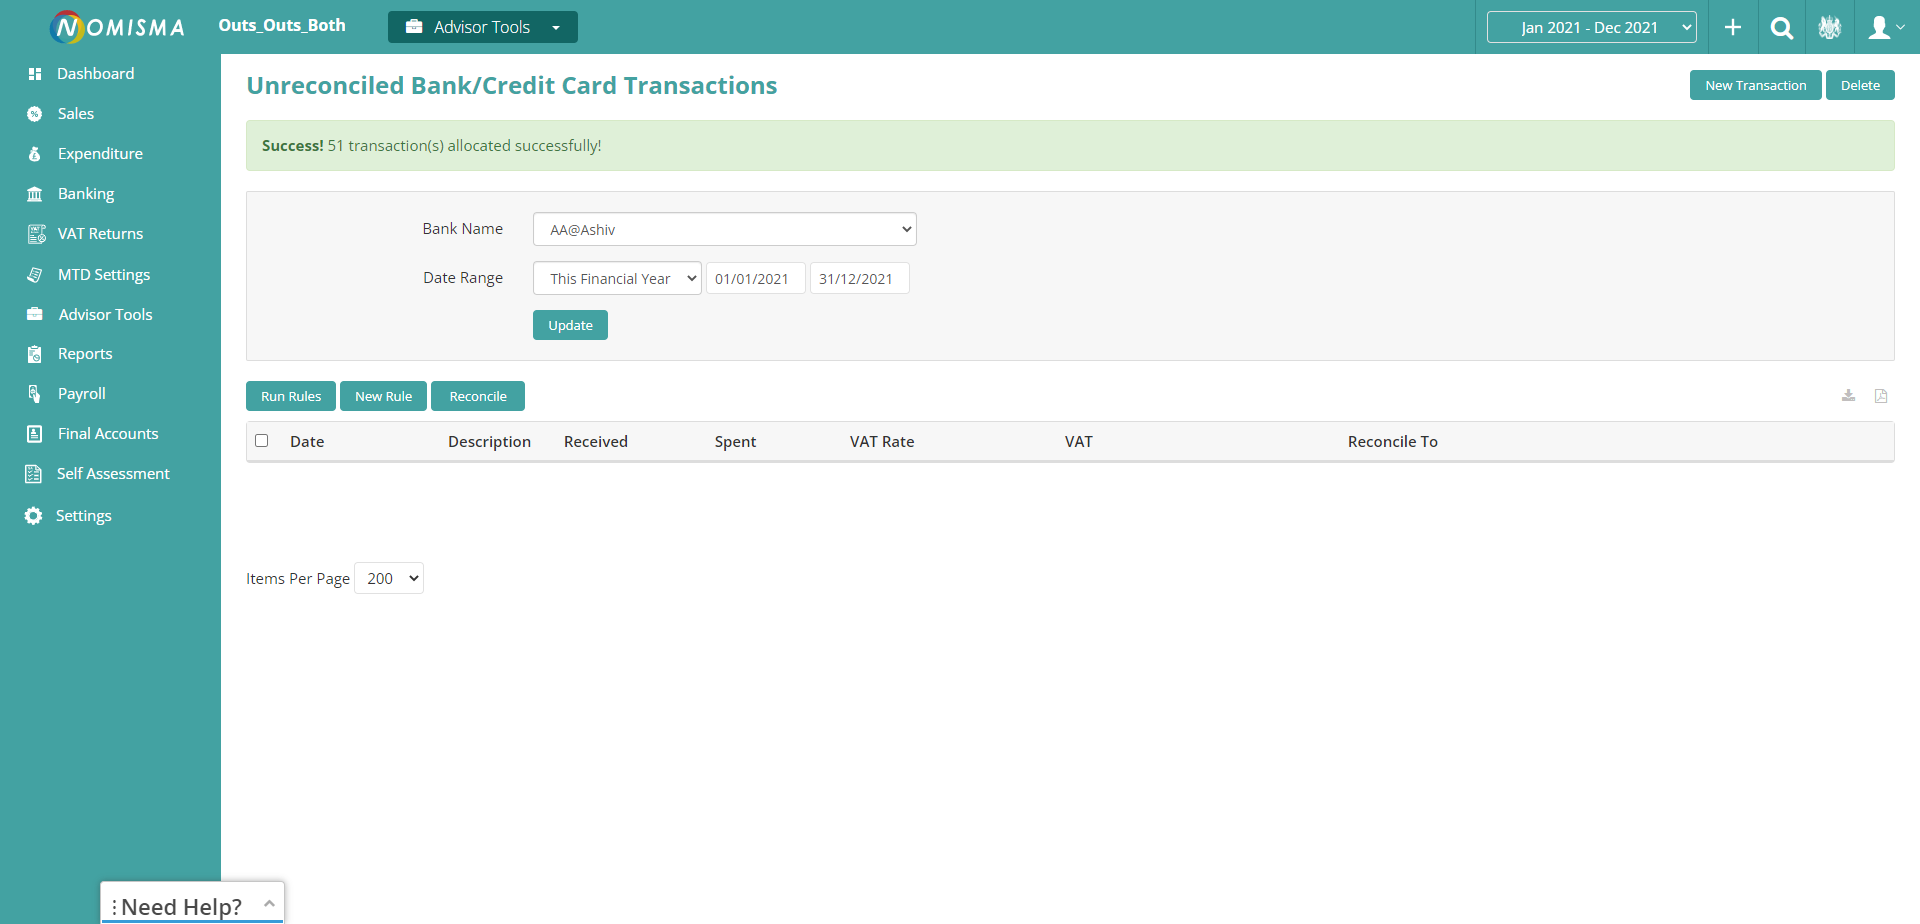 NOMISMA
Outs_Outs_Both
Advisor Tools
Jan 2021 - Dec 2021
Dashboard
Sales
Expenditure
Banking
VAT Returns
MTD Settings
Advisor Tools
Reports
Payroll
Final Accounts
Self Assessment
Settings
Unreconciled Bank/Credit Card Transactions
New Transaction Delete
Success! 51 transaction(s) allocated successfully!
Bank Name AA@Ashiv
Date Range This Financial Year 01/01/2021 31/12/2021
Update
Run Rules New Rule Reconcile
Date Description Received Spent VAT Rate VAT Reconcile To
Items Per Page 200
Need Help?